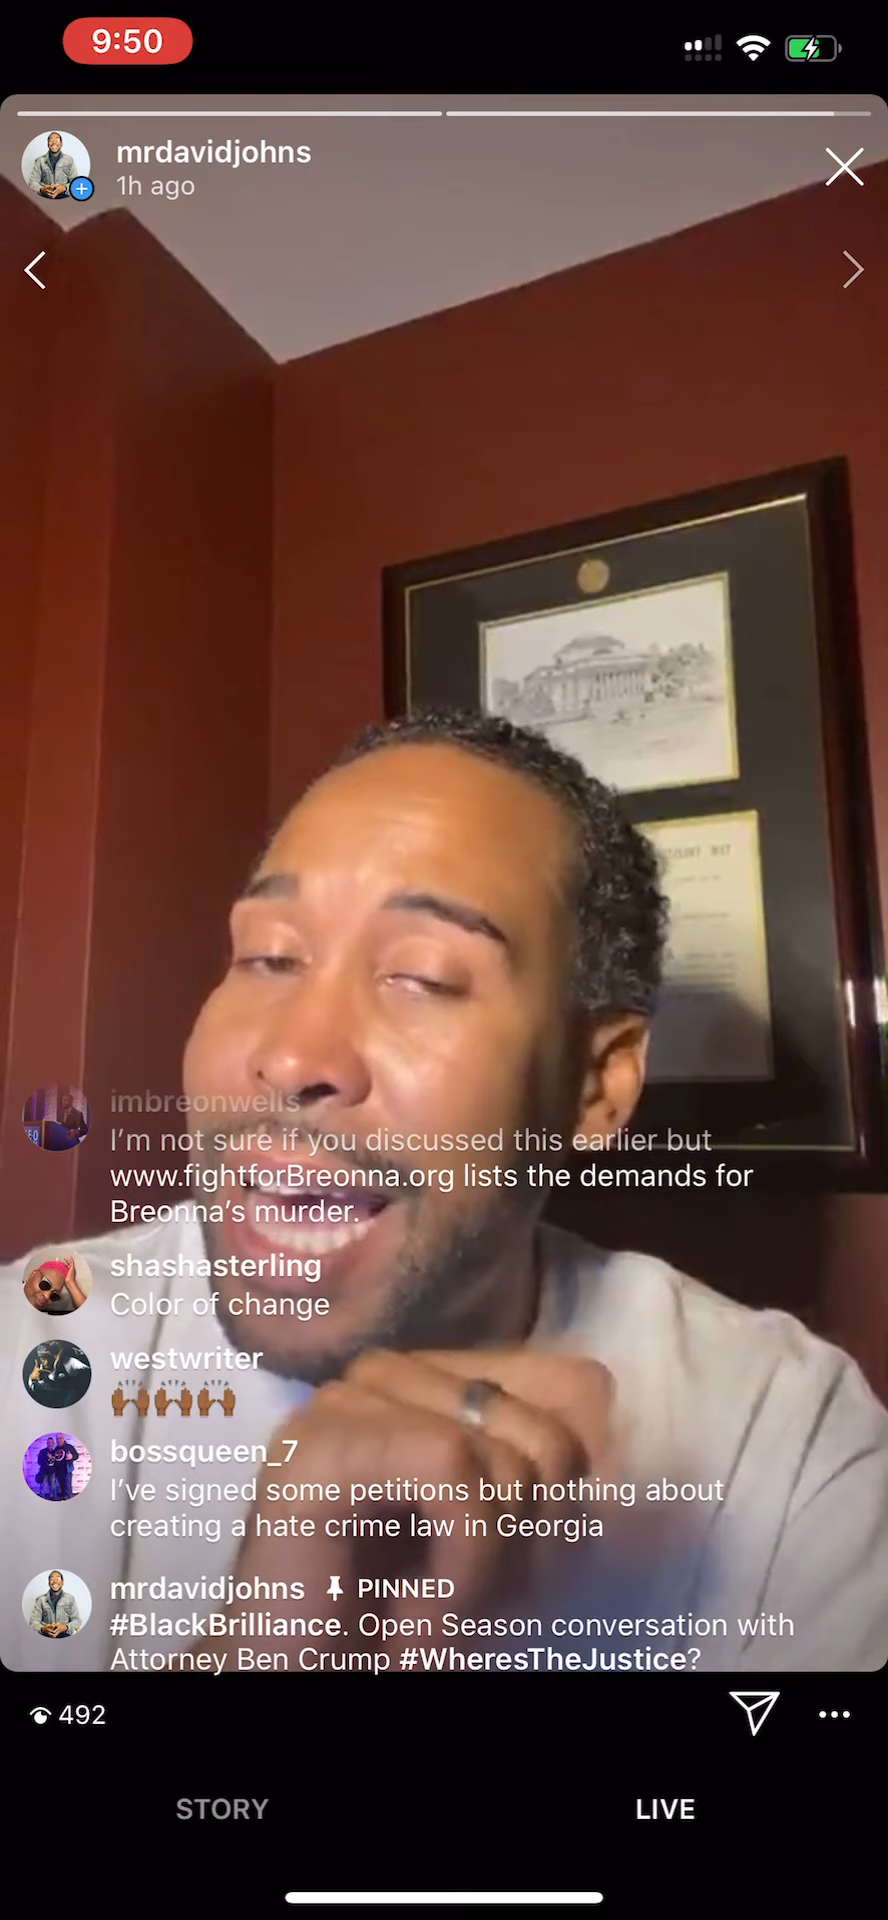 9:50
mrdavidjohns
1h ago
imbreonwells
I'm not sure if you discussed this earlier but
www.fightforBreonna.org lists the demands for
Breonna's murder.
shashasterling
Color of change
westwriter
🙌🏾🙌🏾🙌🏾
bossqueen_7
I've signed some petitions but nothing about
creating a hate crime law in Georgia
mrdavidjohns PINNED
#BlackBrilliance. Open Season conversation with
Attorney Ben Crump #WheresTheJustice?
492
STORY
LIVE